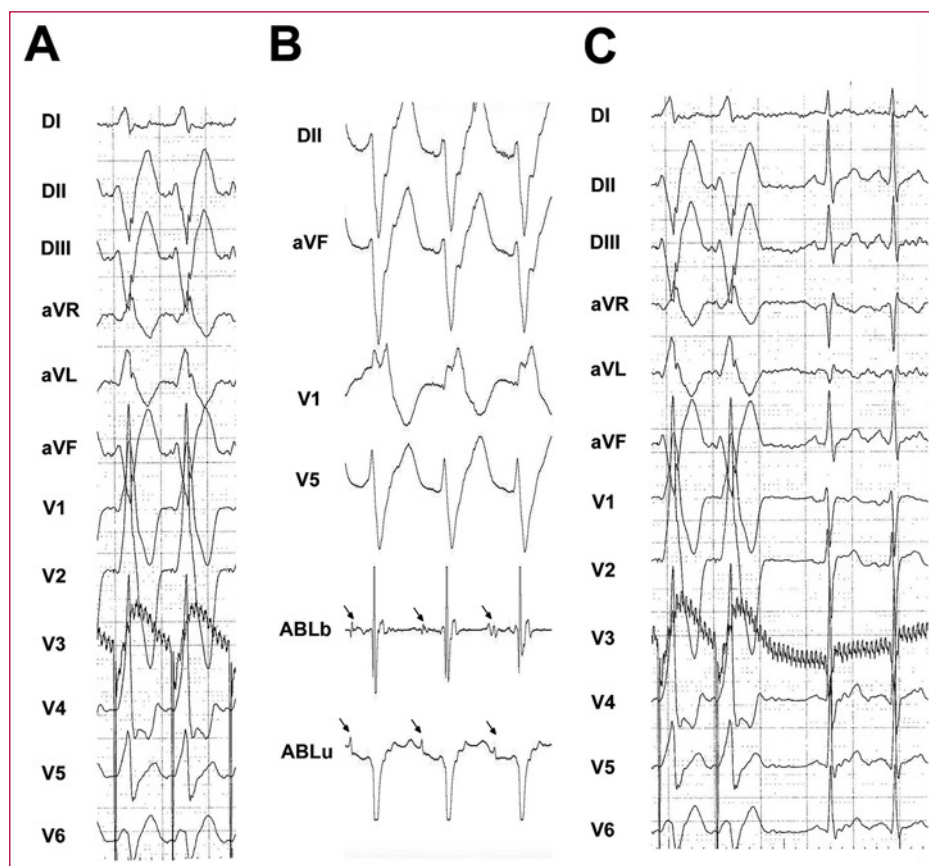 A
DI
DII
DIII
aVR
aVL
aVF
V1
V2
V3
V4
V5
V6
B
DII
aVF
V1
V5
ABLb
ABLu
C
DI
DII
DIII
aVR
aVL
aVF
V1
V2
V3
V4
V5
V6